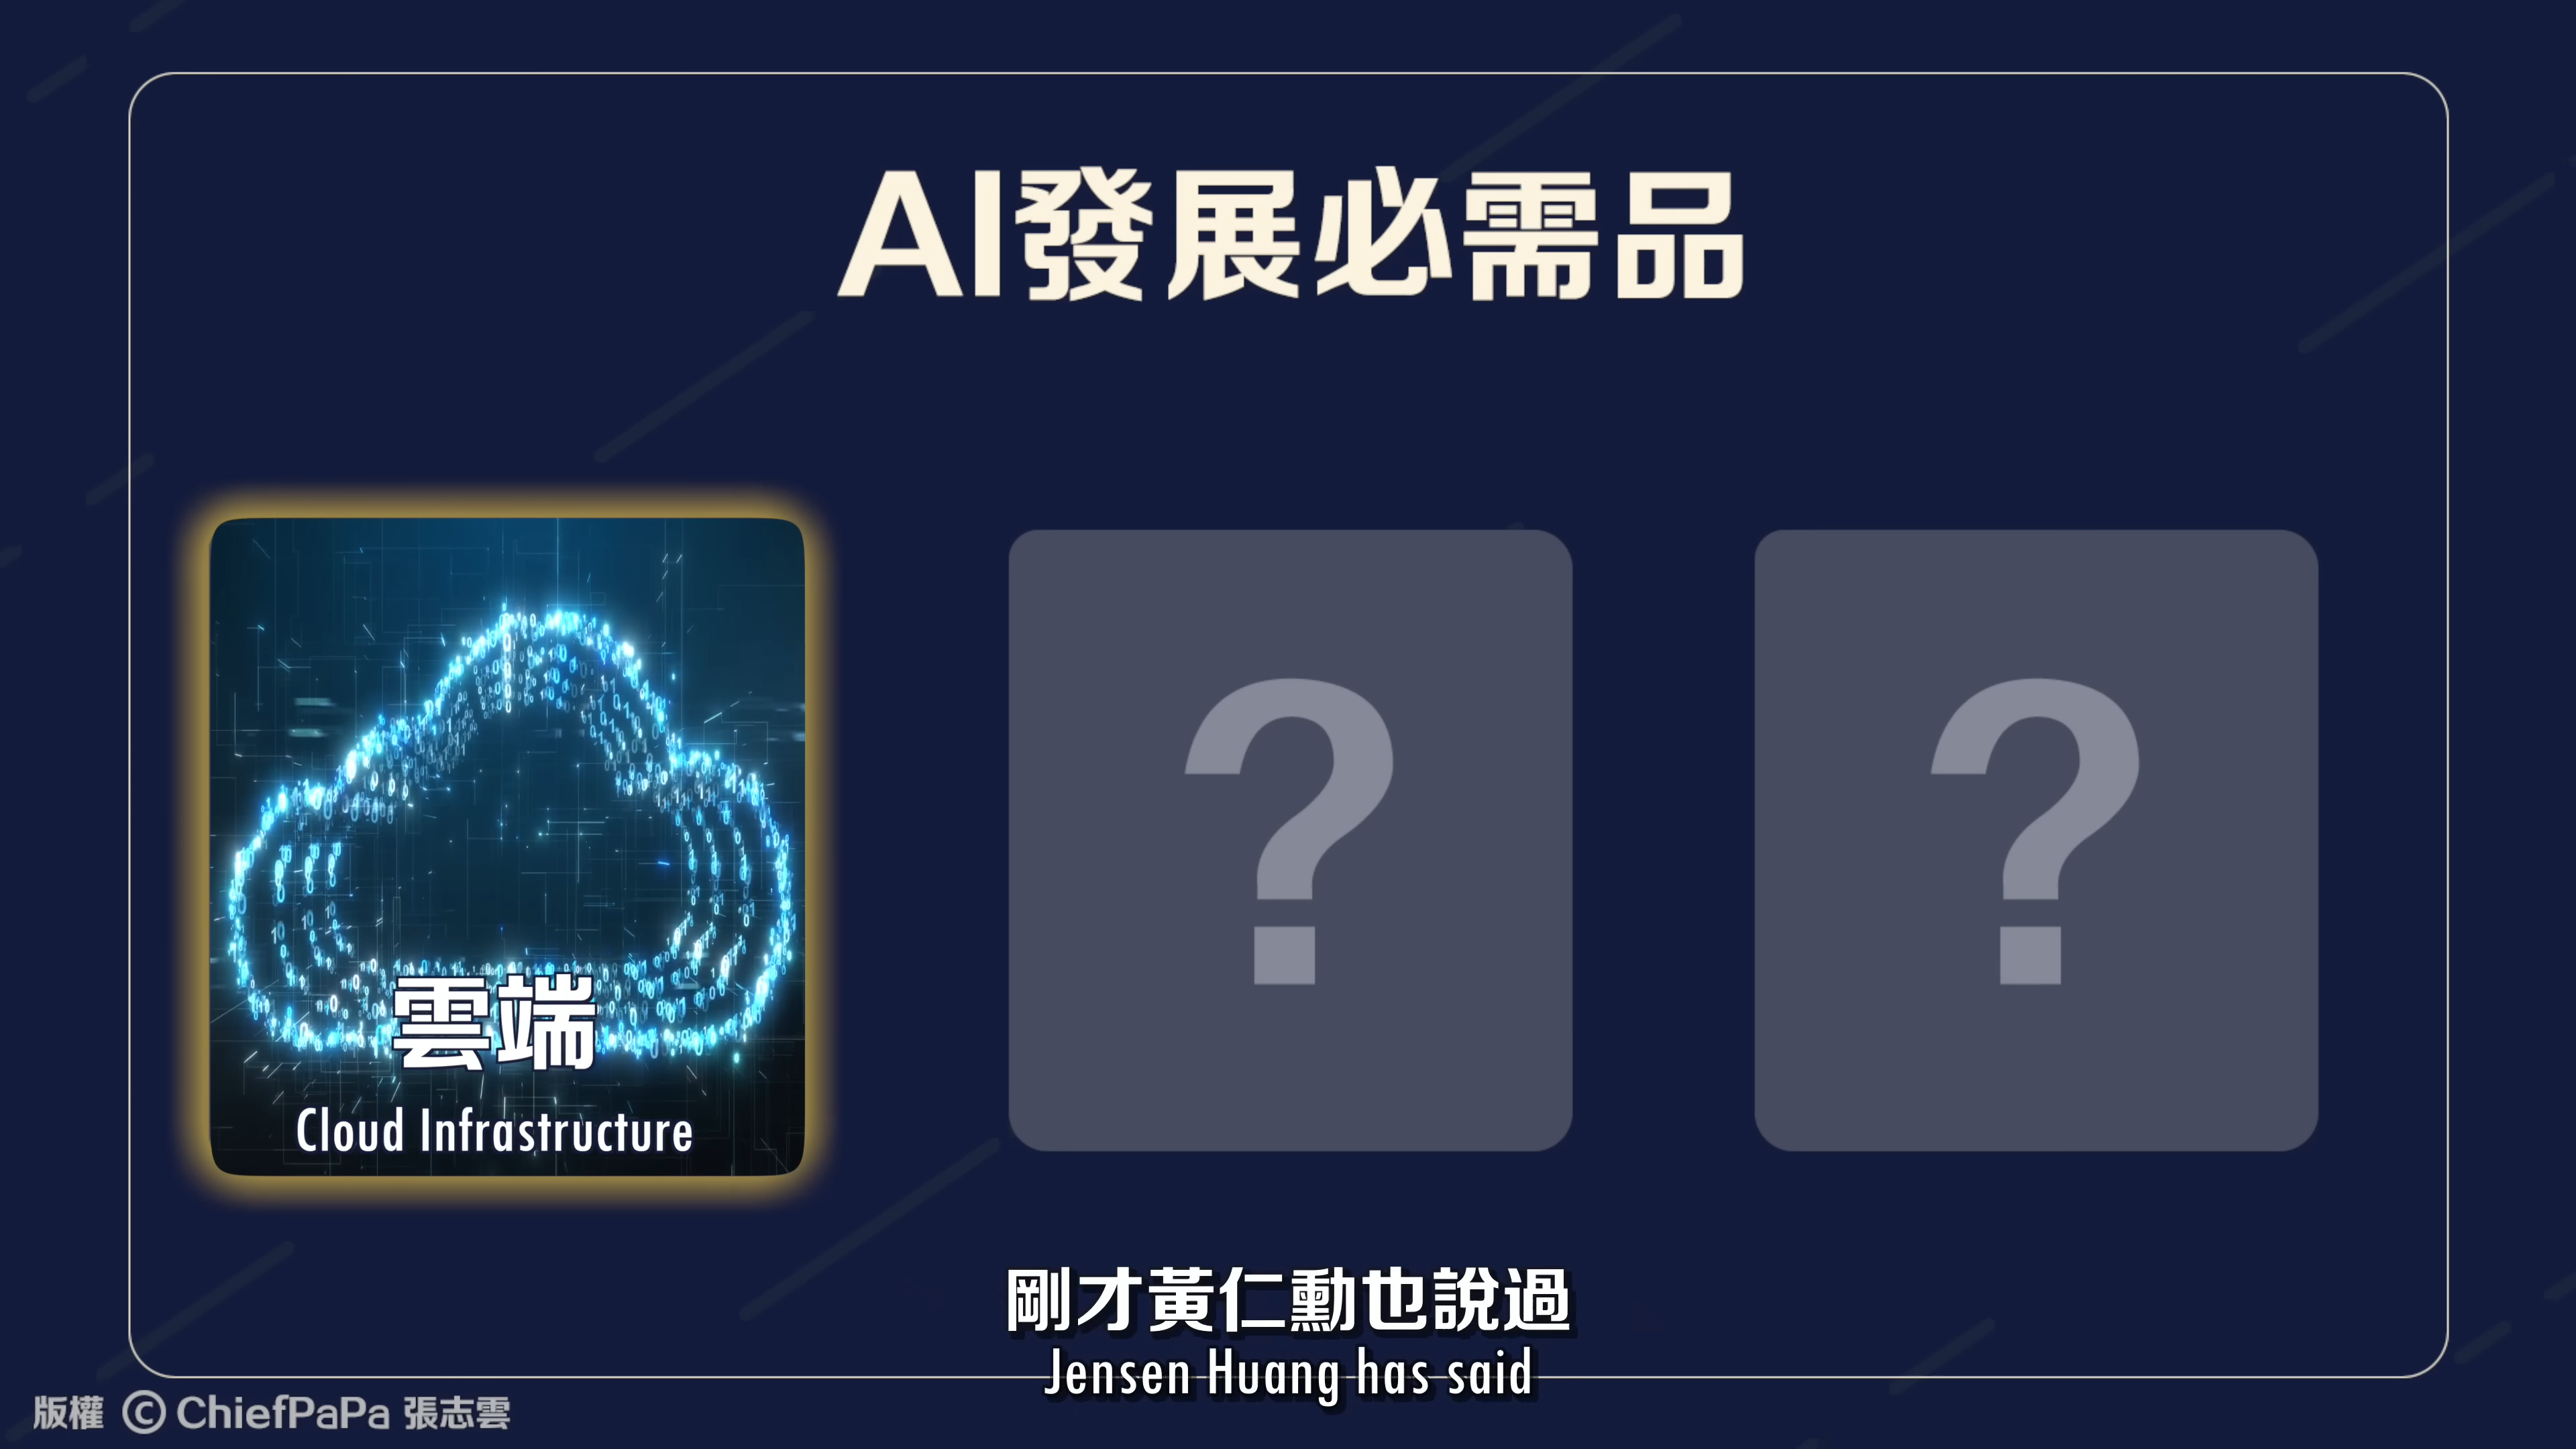 AI發展必需品
雲端
Cloud Infrastructure
?
?
剛才黃仁勳也說過
Jensen Huang has said
版權 © ChiefPaPa 張志雲